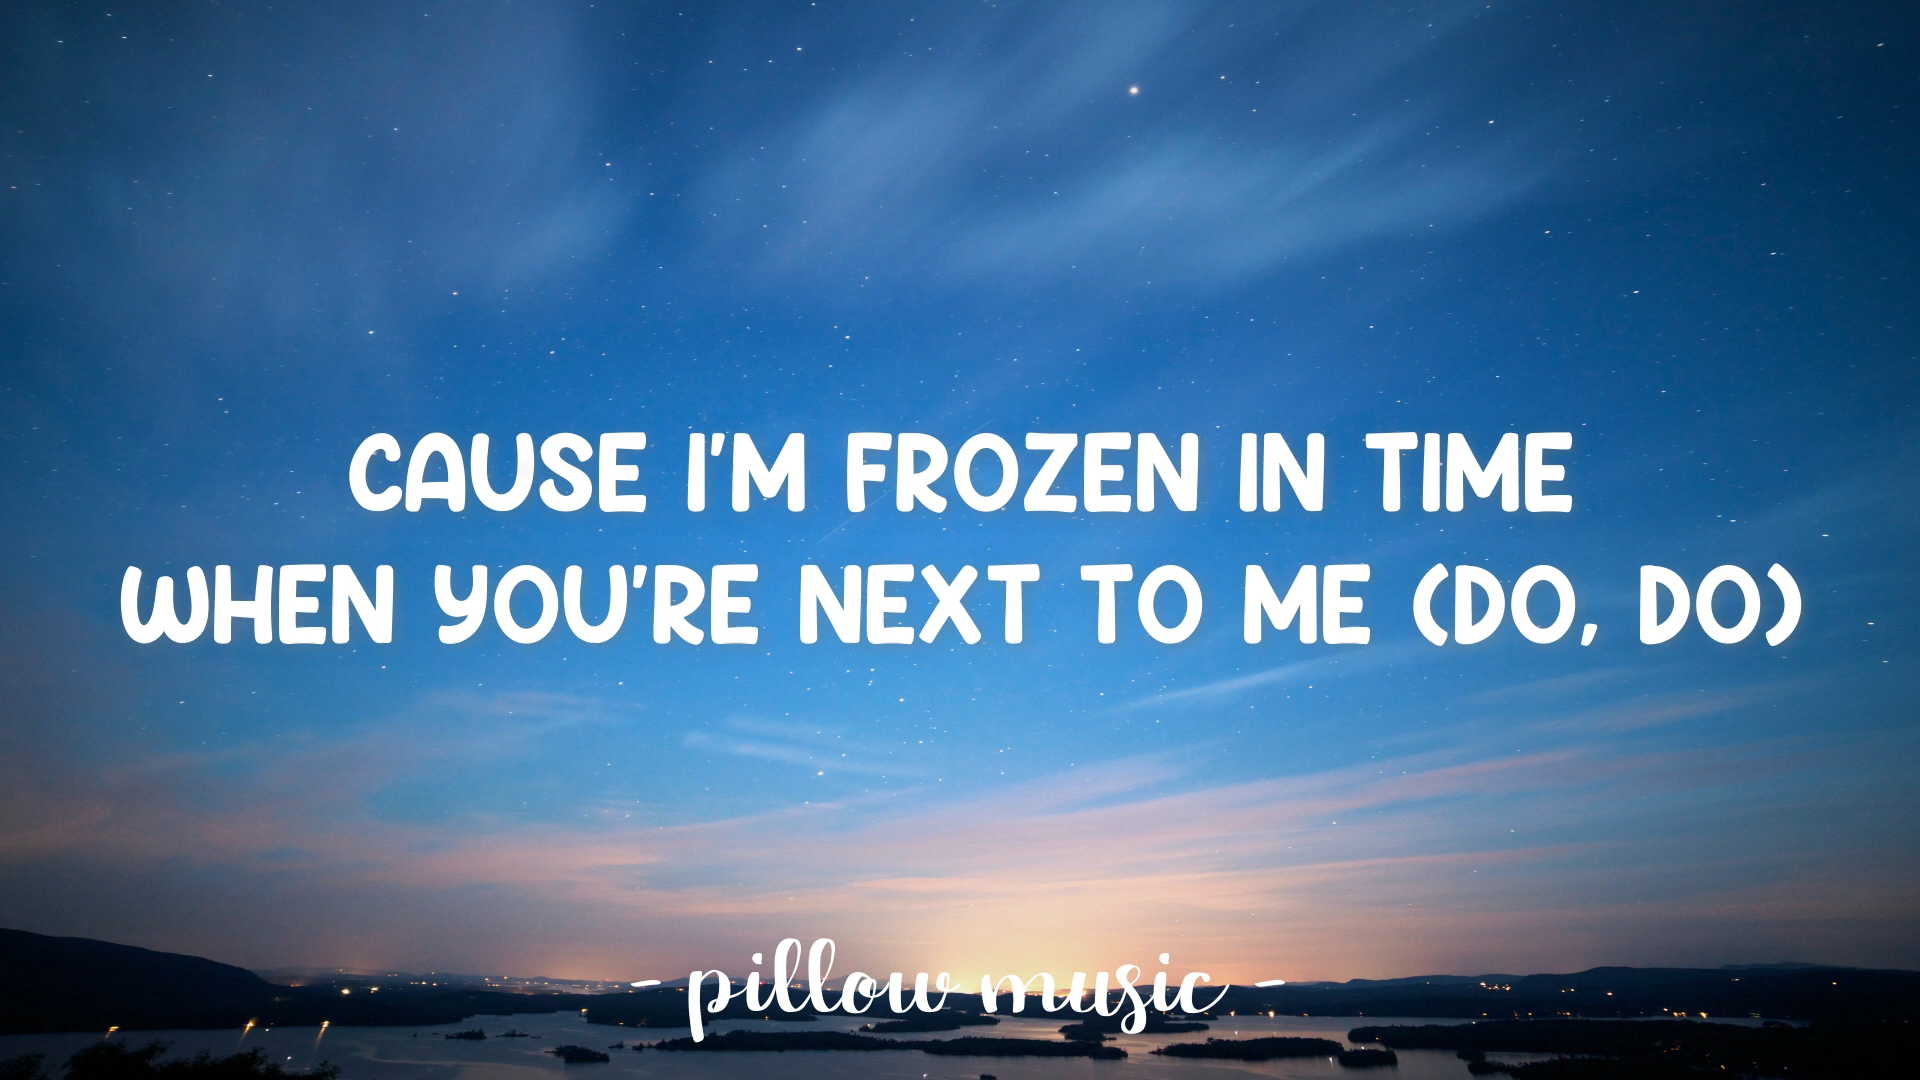 CAUSE I'M FROZEN IN TIME
WHEN YOU'RE NEXT TO ME (DO, DO)
- pillow music -